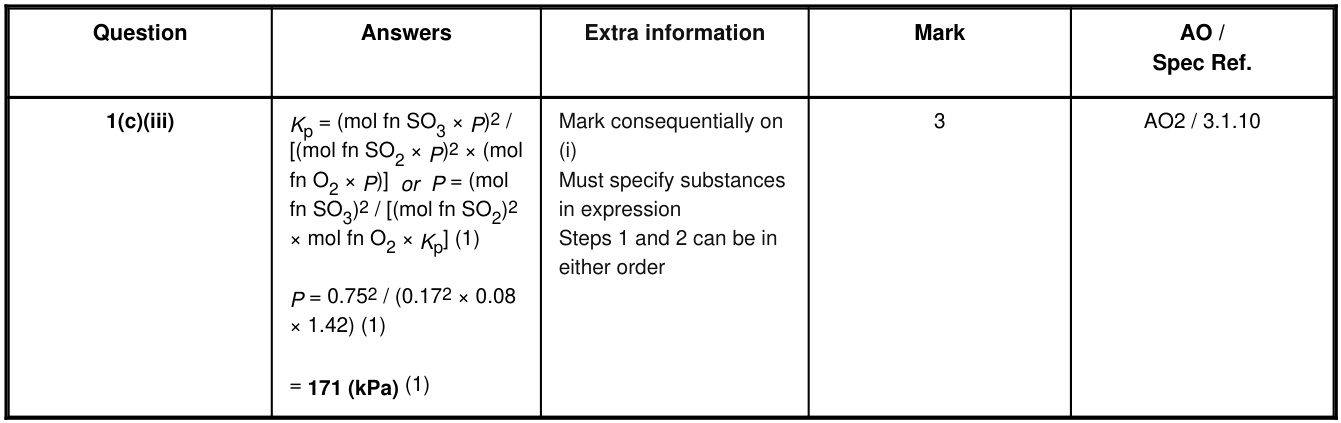 Question Answers Extra information Mark AO /
Spec Ref.
1(c)(iii)
Kp = (mol fn SO3 × P)2 /
[(mol fn SO2 × P)2 × (mol
fn O2 × P)] or P = (mol
fn SO3)2 / [(mol fn SO2)2
× mol fn O2 × Kp] (1)
P = 0.752 / (0.172 × 0.08
× 1.42) (1)
= 171 (kPa) (1)
Mark consequentially on
(i)
Must specify substances
in expression
Steps 1 and 2 can be in
either order
3
AO2 / 3.1.10